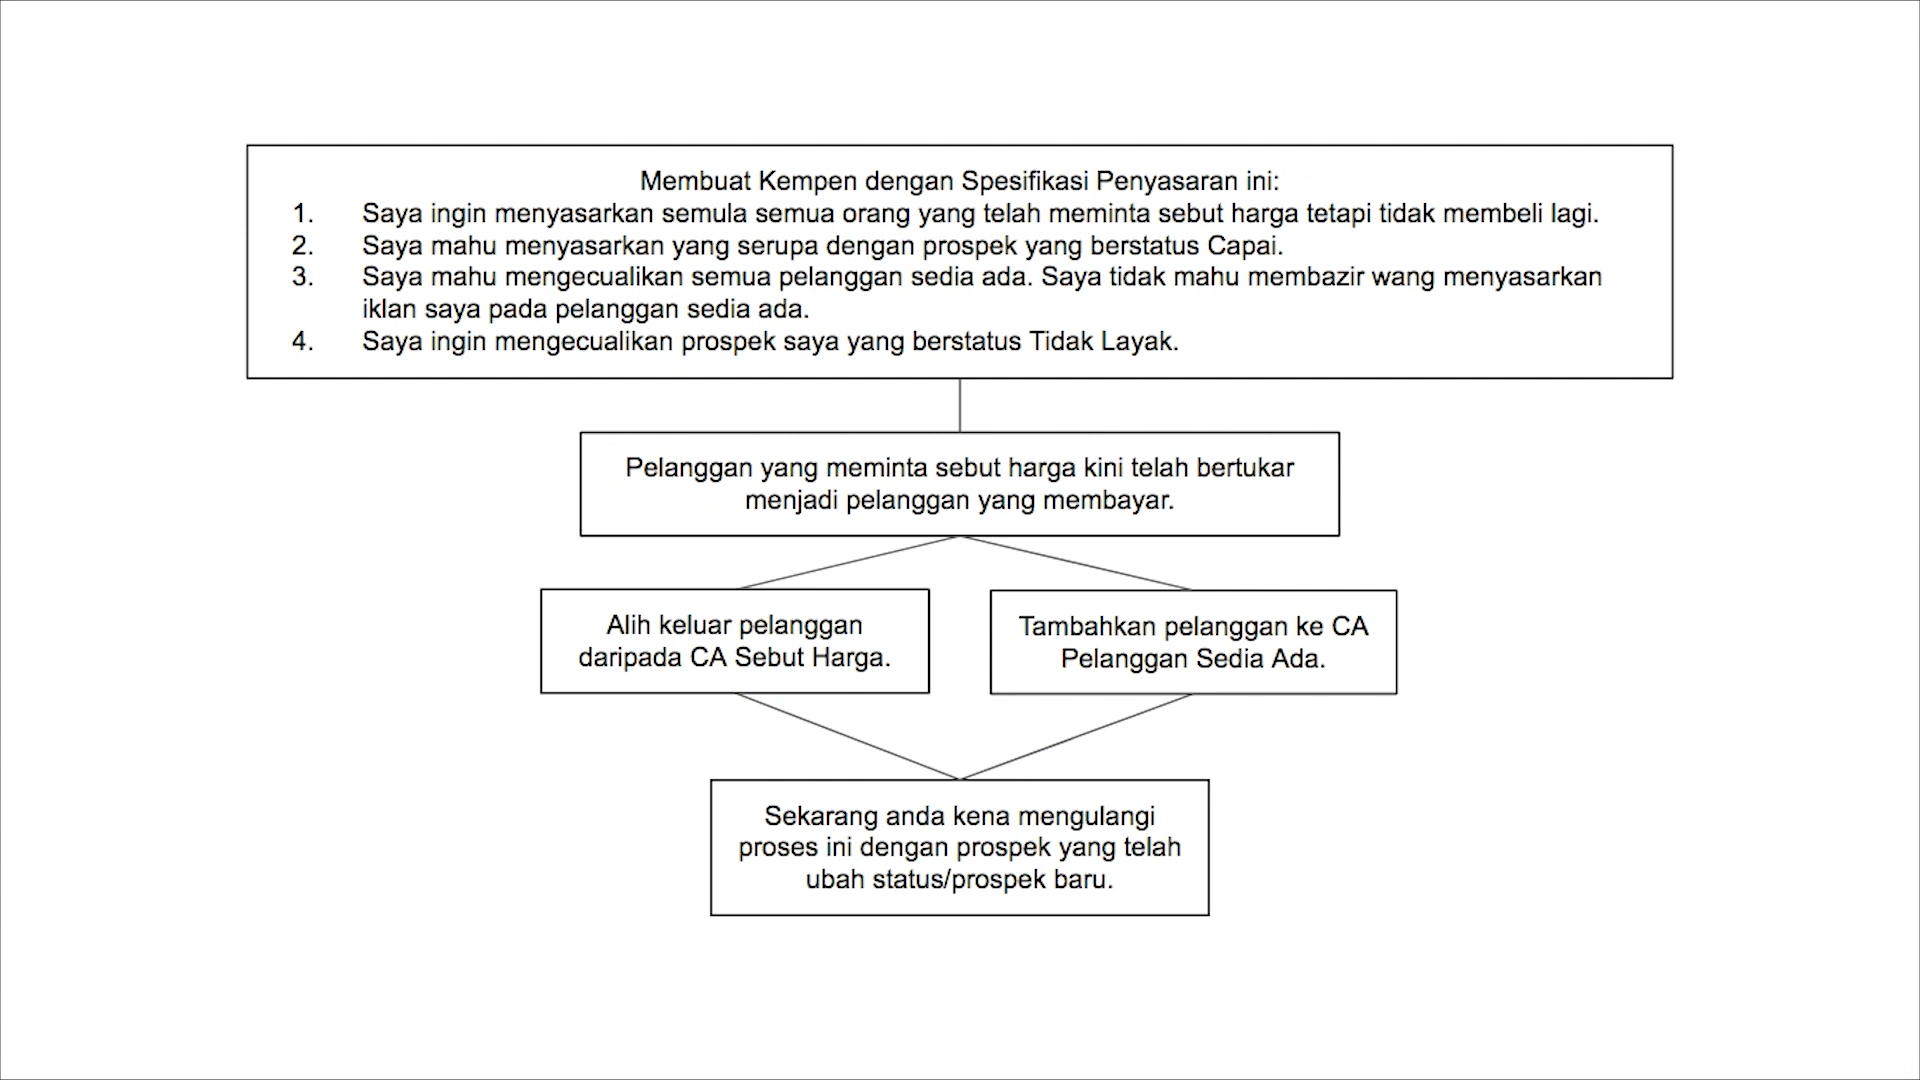 Membuat Kempen dengan Spesifikasi Penyasaran ini:
1. Saya ingin menyasarkan semula semua orang yang telah meminta sebut harga tetapi tidak membeli lagi.
2. Saya mahu menyasarkan yang serupa dengan prospek yang berstatus Capai.
3. Saya mahu mengecualikan semua pelanggan sedia ada. Saya tidak mahu membazir wang menyasarkan
iklan saya pada pelanggan sedia ada.
4. Saya ingin mengecualikan prospek saya yang berstatus Tidak Layak.
Pelanggan yang meminta sebut harga kini telah bertukar
menjadi pelanggan yang membayar.
Alih keluar pelanggan
daripada CA Sebut Harga.
Tambahkan pelanggan ke CA
Pelanggan Sedia Ada.
Sekarang anda kena mengulangi
proses ini dengan prospek yang telah
ubah status/prospek baru.